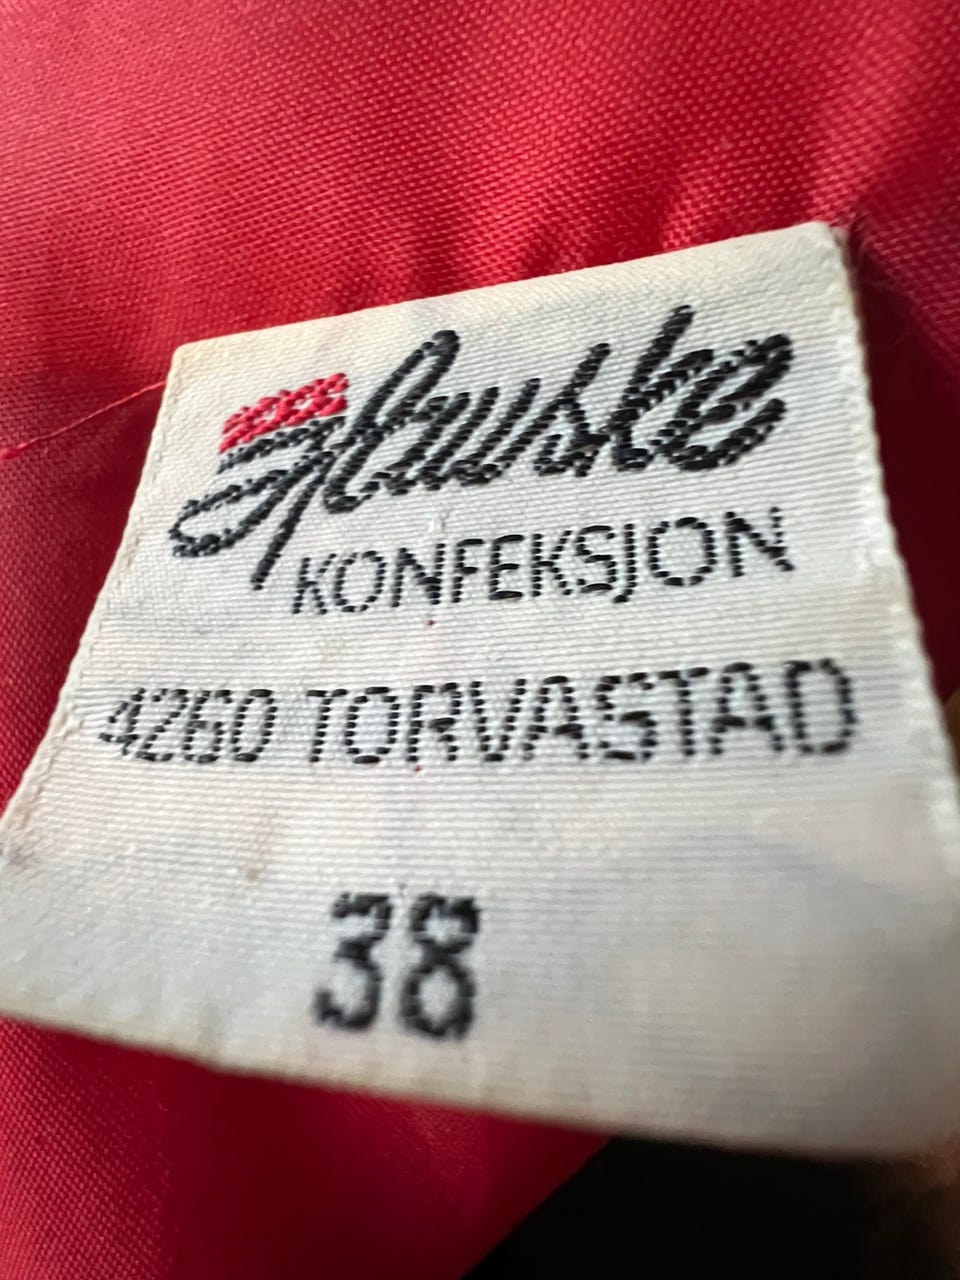 Hauske
KONFEKSJON
4260 TORVASTAD
38